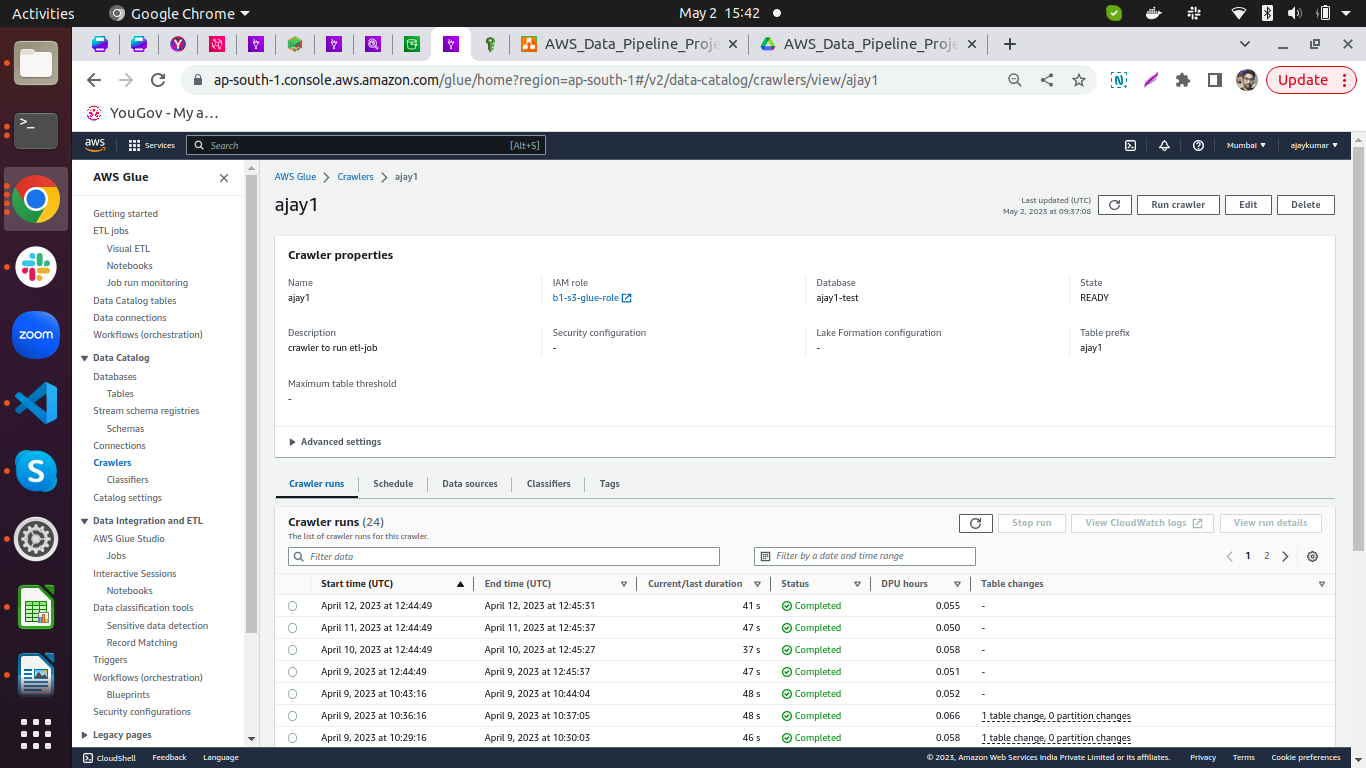 Activities
Google Chrome
May 2 15:42
AWS_Data_Pipeline_Proje
AWS_Data_Pipeline_Proje
ap-south-1.console.aws.amazon.com/glue/home?region=ap-south-1#/v2/data-catalog/crawlers/view/ajay1
Update
YouGov - My a…
aws
Services
Search
[Alt+S]
Mumbai
ajaykumar
AWS Glue
Getting started
ETL jobs
Visual ETL
Notebooks
Job run monitoring
Data Catalog tables
Data connections
Workflows (orchestration)
Data Catalog
Databases
Tables
Stream schema registries
Schemas
Connections
Crawlers
Classifiers
Catalog settings
Data Integration and ETL
AWS Glue Studio
Jobs
Interactive Sessions
Notebooks
Data classification tools
Sensitive data detection
Record Matching
Triggers
Workflows (orchestration)
Blueprints
Security configurations
Legacy pages
AWS Glue
Crawlers
ajay1
ajay1
Last updated (UTC)
May 2, 2023 at 09:37:08
Run crawler
Edit
Delete
Crawler properties
Name
ajay1
IAM role
b1-s3-glue-role
Database
ajay1-test
State
READY
Description
crawler to run etl-job
Security configuration
-
Lake Formation configuration
-
Table prefix
ajay1
Maximum table threshold
-
Advanced settings
Crawler runs
Schedule
Data sources
Classifiers
Tags
Crawler runs (24)
The list of crawler runs for this crawler.
Stop run
View CloudWatch logs
View run details
Filter data
Filter by a date and time range
1 2
Start time (UTC) End time (UTC) Current/last duration Status DPU hours Table changes
April 12, 2023 at 12:44:49 April 12, 2023 at 12:45:31 41 s Completed 0.055 -
April 11, 2023 at 12:44:49 April 11, 2023 at 12:45:37 47 s Completed 0.050 -
April 10, 2023 at 12:44:49 April 10, 2023 at 12:45:27 37 s Completed 0.058 -
April 9, 2023 at 12:44:49 April 9, 2023 at 12:45:37 47 s Completed 0.051 -
April 9, 2023 at 10:43:16 April 9, 2023 at 10:44:04 48 s Completed 0.052 -
April 9, 2023 at 10:36:16 April 9, 2023 at 10:37:05 48 s Completed 0.066 1 table change, 0 partition changes
April 9, 2023 at 10:29:16 April 9, 2023 at 10:30:03 46 s Completed 0.058 1 table change, 0 partition changes
zoom
CloudShell
Feedback
Language
© 2023, Amazon Web Services India Private Limited or its affiliates.
Privacy
Terms
Cookie preferences